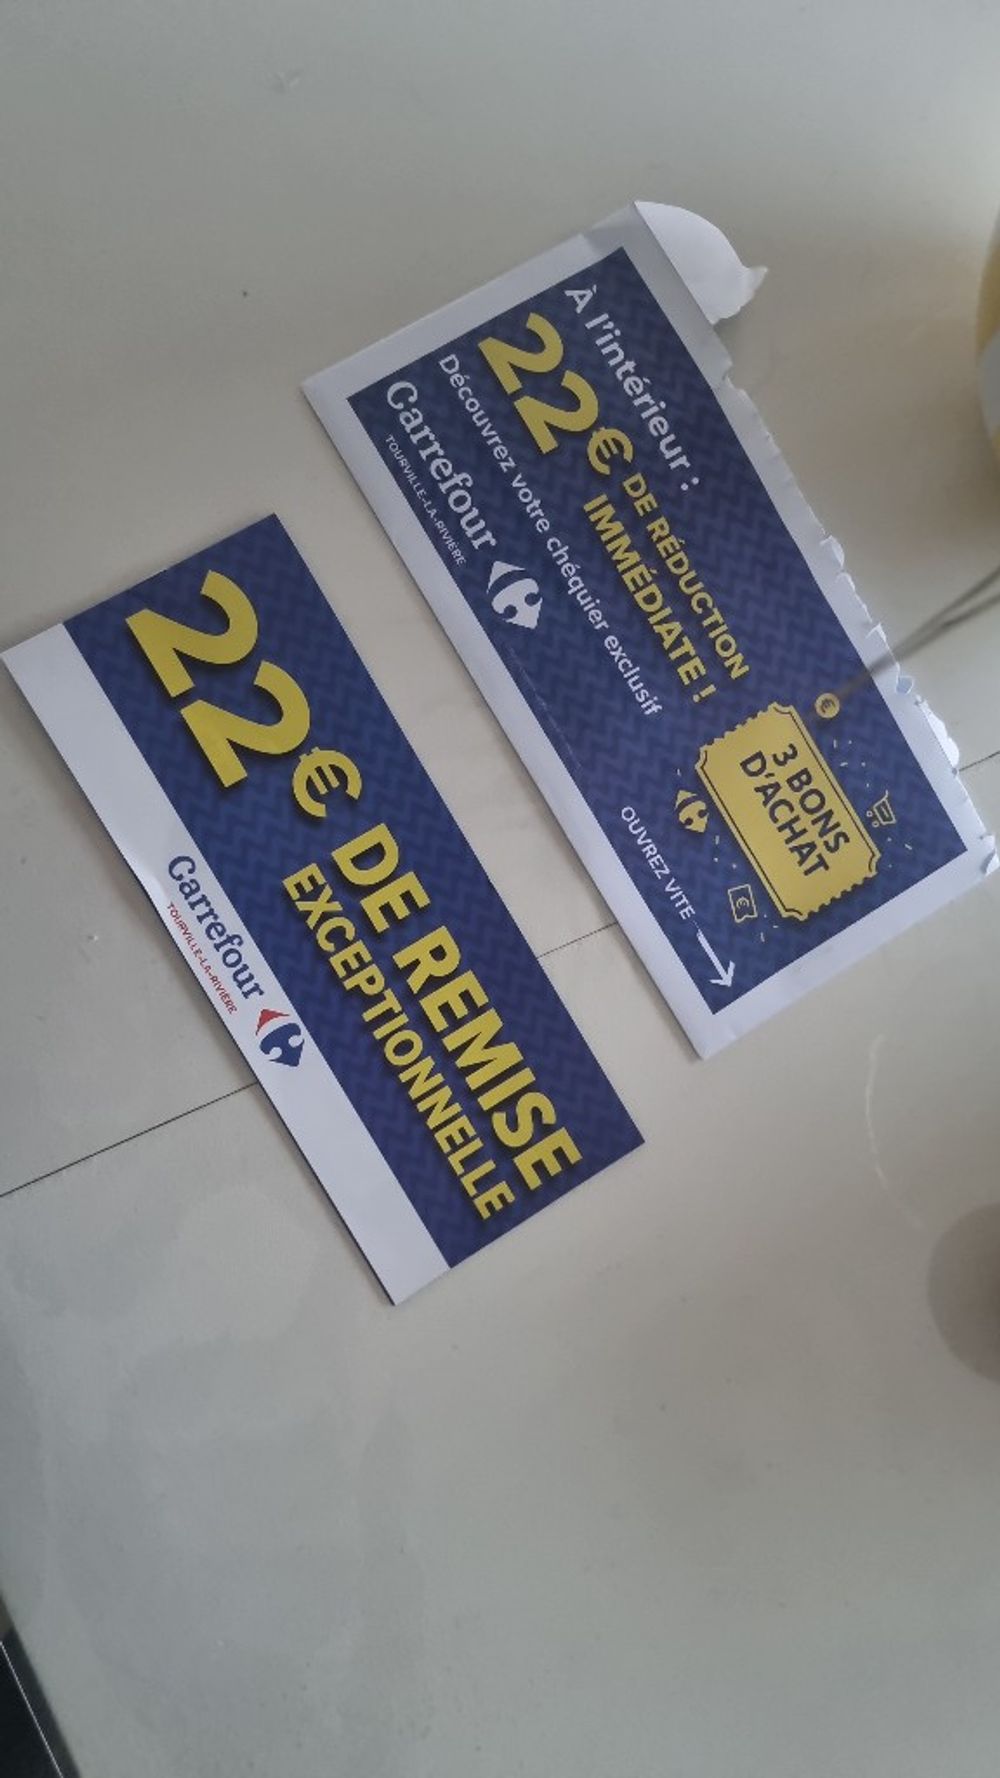 À l'intérieur :
22€ DE RÉDUCTION
IMMÉDIATE !
Découvrez votre chéquier exclusif
Carrefour
TOURVILLE-LA-RIVIÈRE
3 BONS
D'ACHAT
OUVREZ VITE
22€ DE REMISE
EXCEPTIONNELLE
Carrefour
TOURVILLE-LA-RIVIÈRE